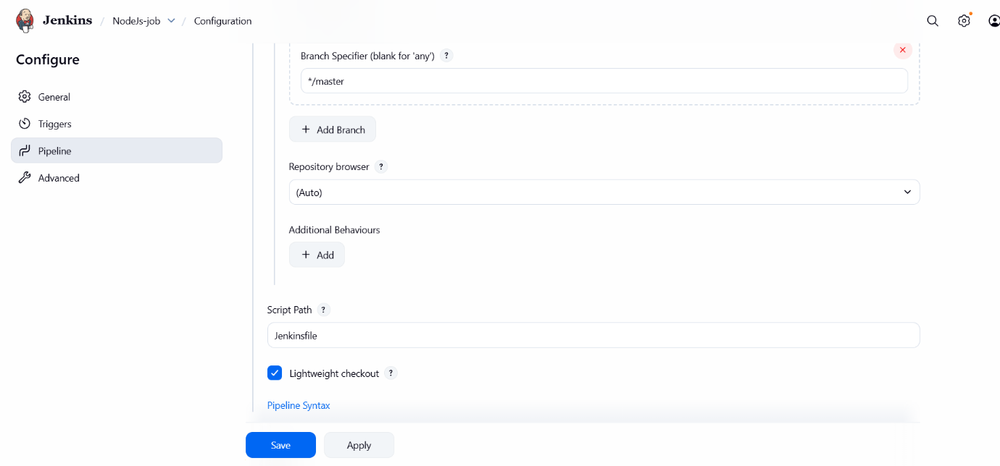 Jenkins / NodeJs-job / Configuration
Configure
General
Triggers
Pipeline
Advanced
Branch Specifier (blank for 'any') ?
*/master
+ Add Branch
Repository browser ?
(Auto)
Additional Behaviours
+ Add
Script Path ?
Jenkinsfile
Lightweight checkout ?
Pipeline Syntax
Save Apply